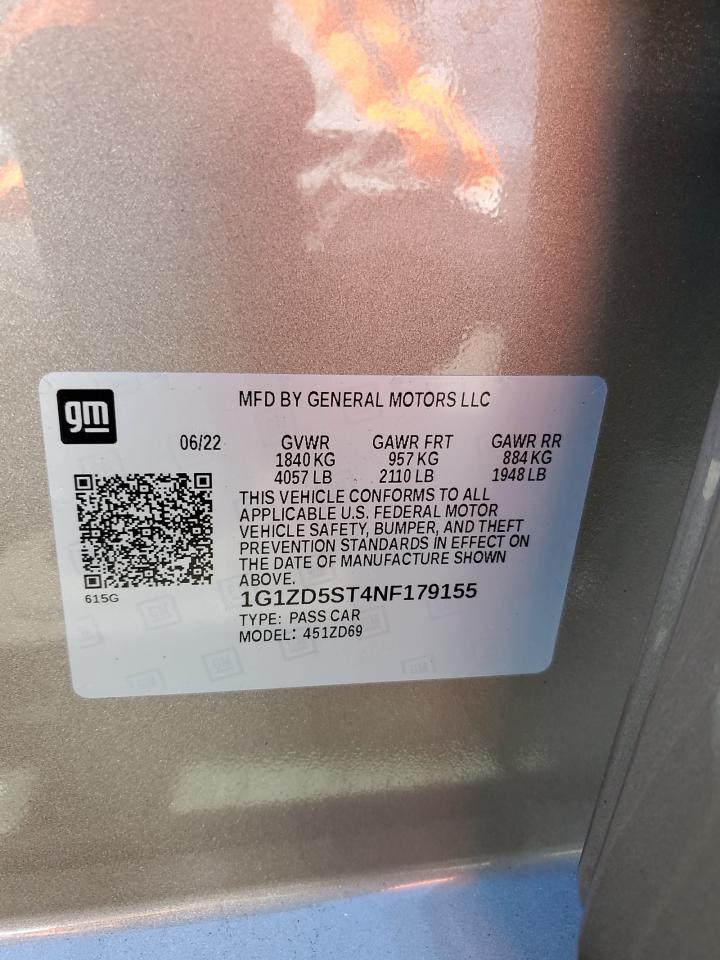 gm
MFD BY GENERAL MOTORS LLC
06/22 GVWR GAWR FRT GAWR RR
1840 KG 957 KG 884 KG
4057 LB 2110 LB 1948 LB
THIS VEHICLE CONFORMS TO ALL
APPLICABLE U.S. FEDERAL MOTOR
VEHICLE SAFETY, BUMPER, AND THEFT
PREVENTION STANDARDS IN EFFECT ON
THE DATE OF MANUFACTURE SHOWN
ABOVE.
615G
1G1ZD5ST4NF179155
TYPE: PASS CAR
MODEL: 451ZD69